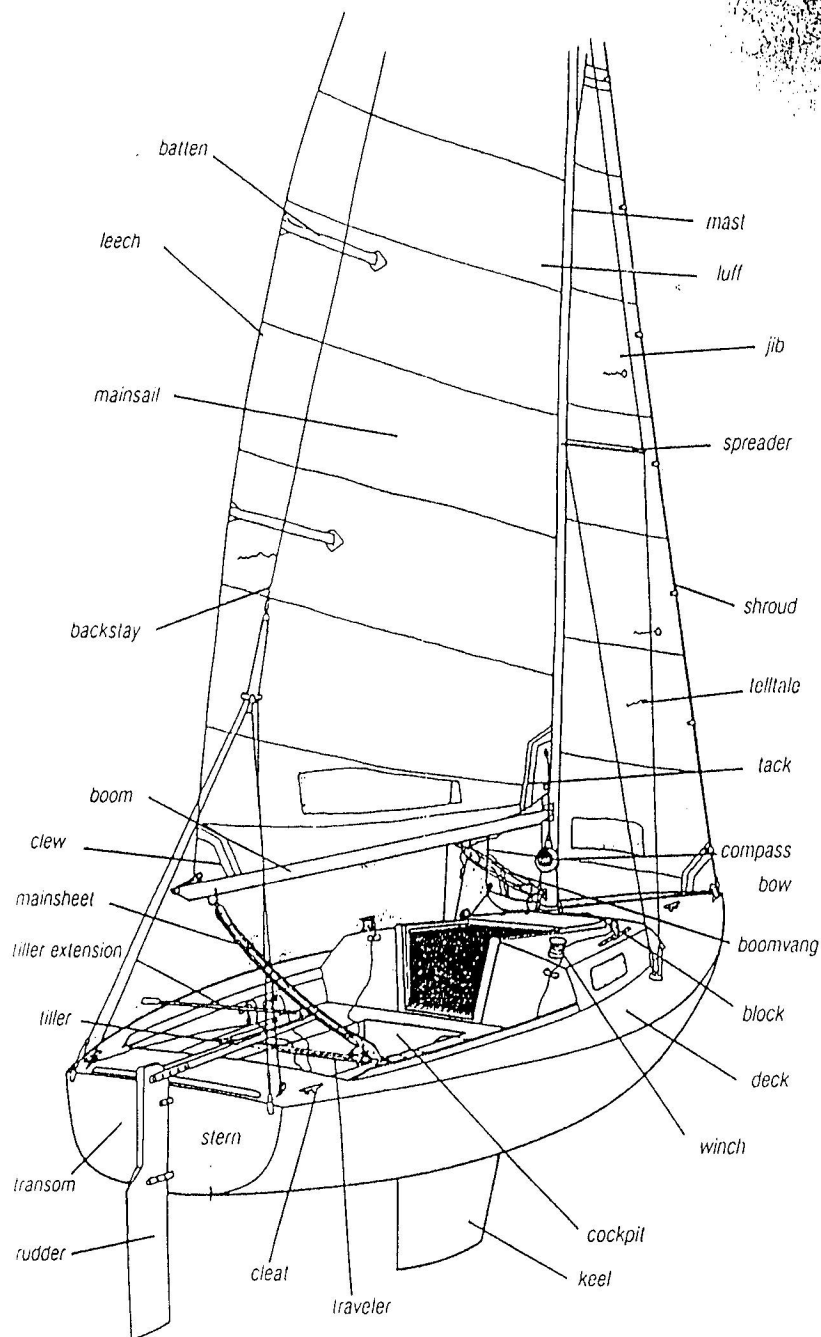 batten
leech
mainsail
backstay
boom
clew
mainsheet
tiller extension
tiller
transom
rudder
stern
cleat
traveler
mast
luff
jib
spreader
shroud
telltale
tack
compass
bow
boomvang
block
deck
winch
cockpit
keel